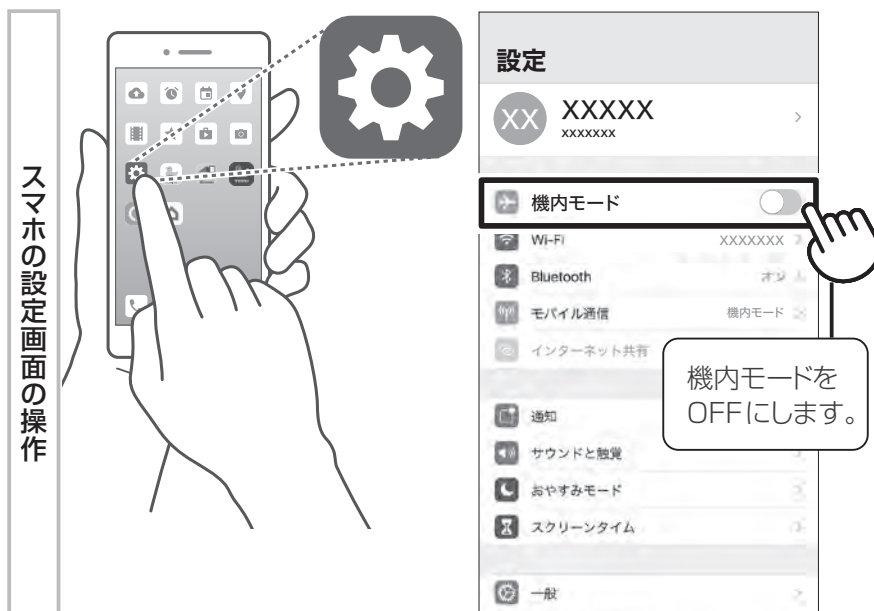 スマホの設定画面の操作
設定
XX
XXXXX
xxxxxxx
機内モード
Wi-Fi
XXXXXXX
Bluetooth
オン
モバイル通信
機内モード
インターネット共有
機内モードを
OFFにします。
通知
サウンドと触覚
おやすみモード
スクリーンタイム
一般